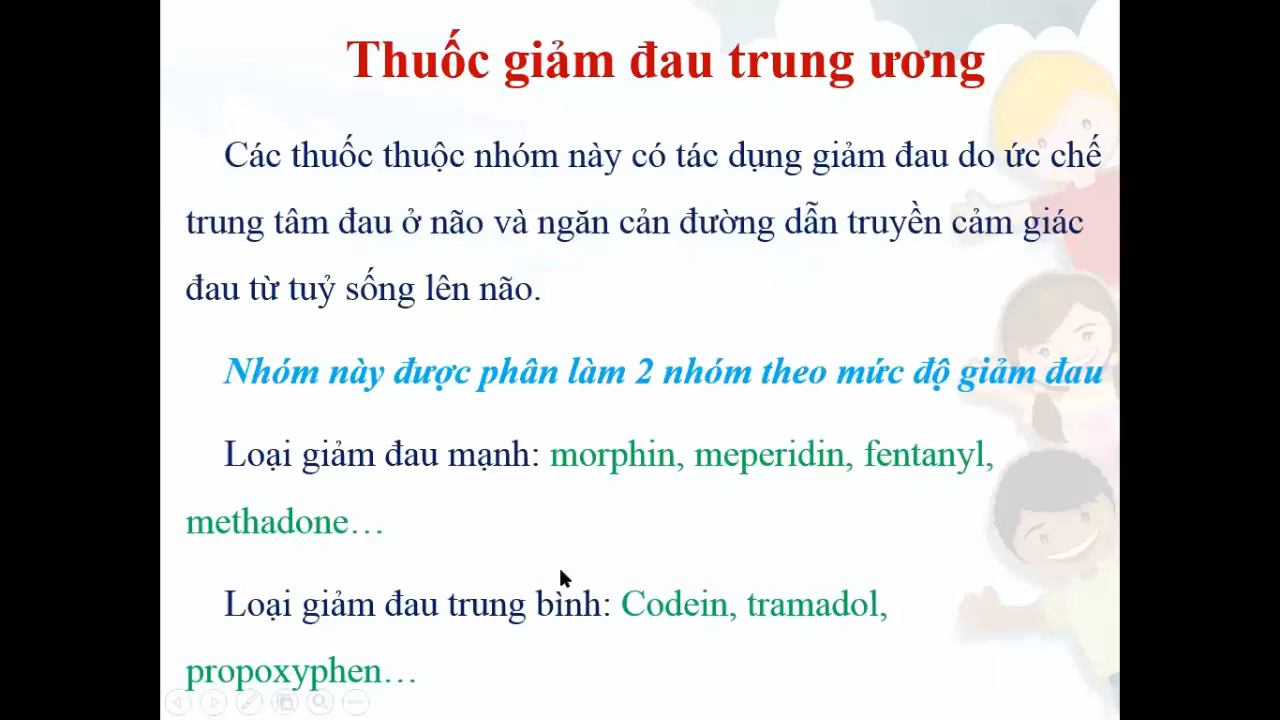 Thuốc giảm đau trung ương
Các thuốc thuộc nhóm này có tác dụng giảm đau do ức chế
trung tâm đau ở não và ngăn cản đường dẫn truyền cảm giác
đau từ tuỷ sống lên não.
Nhóm này được phân làm 2 nhóm theo mức độ giảm đau
Loại giảm đau mạnh: morphin, meperidin, fentanyl,
methadone…
Loại giảm đau trung bình: Codein, tramadol,
propoxyphen…